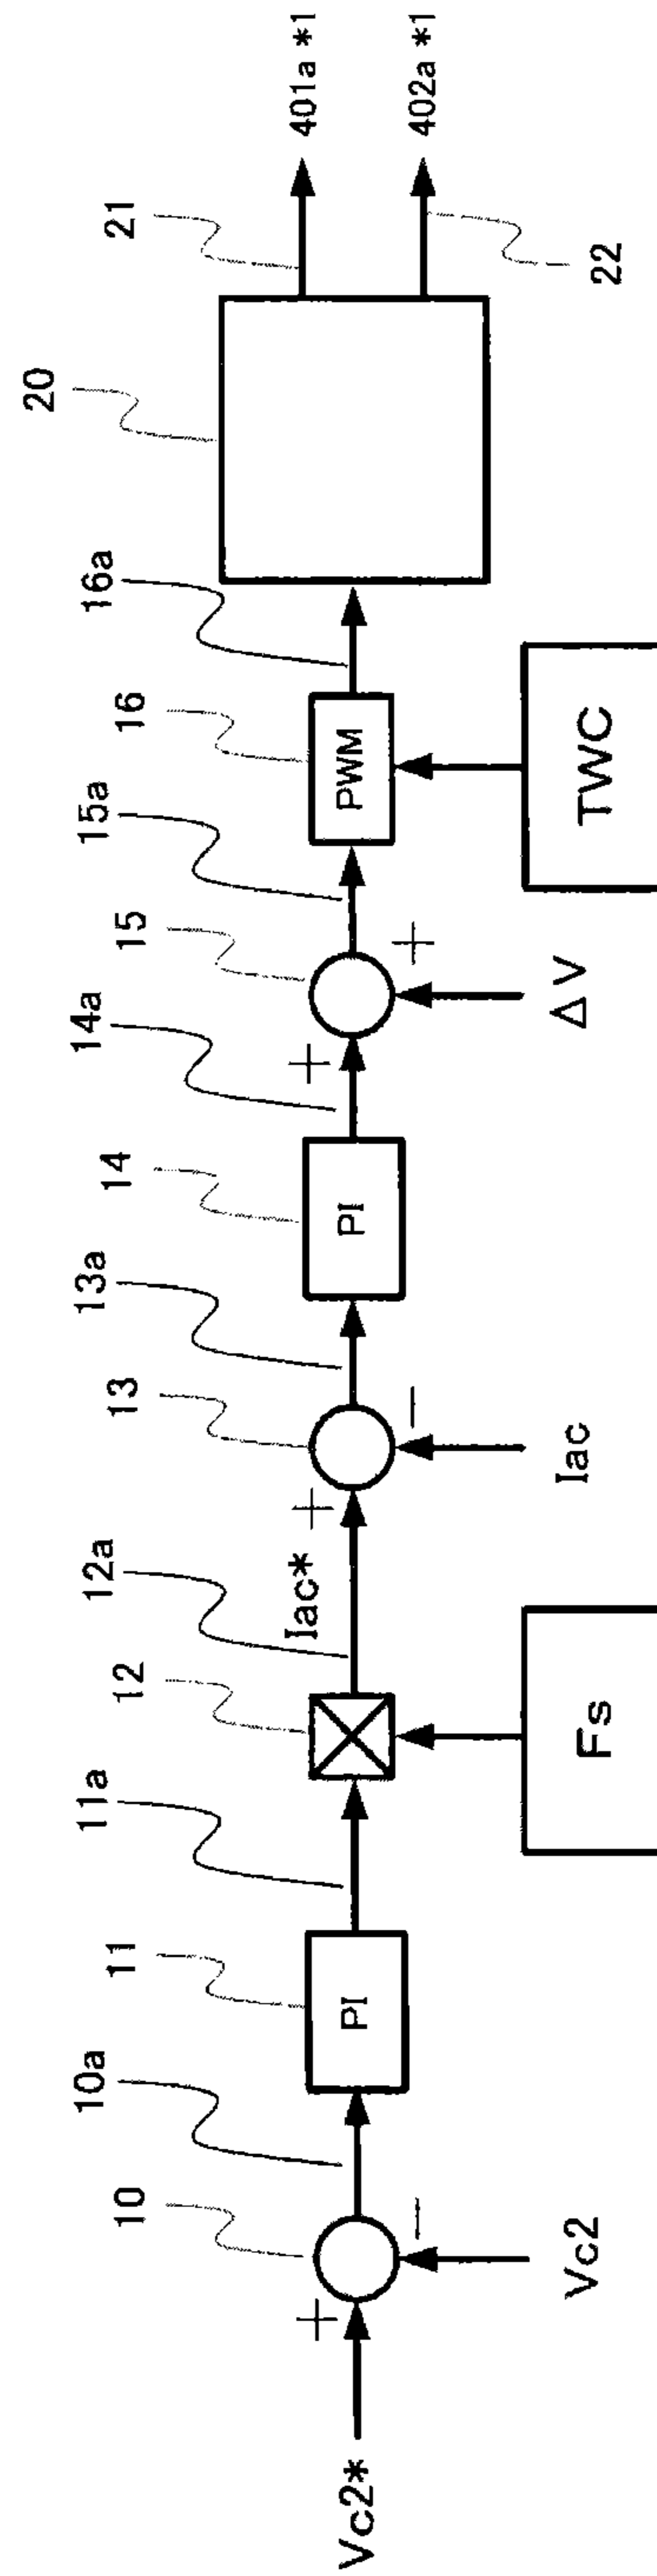 10
10a
11
11a
12
12a
13
13a
14
14a
15
15a
16
16a
20
21
401a *1
402a *1
22
Vc2*
+
−
PI
Iac*
+
−
PI
+
+
PWM
Vc2
Fs
Iac
ΔV
TWC